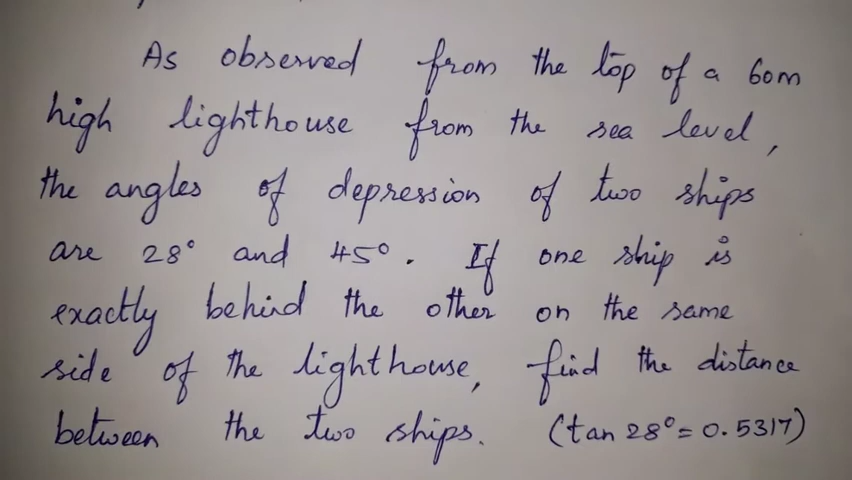 As observed from the top of a 60m
high lighthouse from the sea level,
the angles of depression of two ships
are 28° and 45°. If one ship is
exactly behind the other on the same
side of the lighthouse, find the distance
between the two ships. (tan 28° = 0.5317)